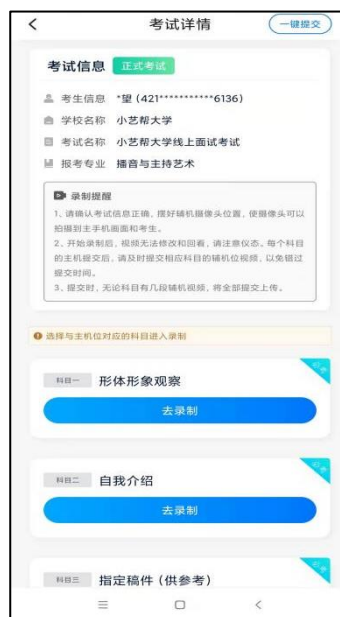 考试详情
一键提交
考试信息 正式考试
考生信息 *望 (421***********6136)
学校名称 小艺帮大学
考试名称 小艺帮大学线上面试考试
报考专业 播音与主持艺术
录制提醒
1、请确认考试信息正确，摆好辅机摄像头位置，使摄像头可以
拍摄到主手机画面和考生。
2、开始录制后，视频无法修改和回看，请注意仪态。每个科目
的主机提交后，请及时提交相应科目的辅机位视频，以免错过
提交时间。
3、提交时，无论科目有几段辅机视频，将全部提交上传。
选择与主机位对应的科目进入录制
必考
科目一 形体形象观察
去录制
必考
科目二 自我介绍
去录制
必考
科目三 指定稿件（供参考）